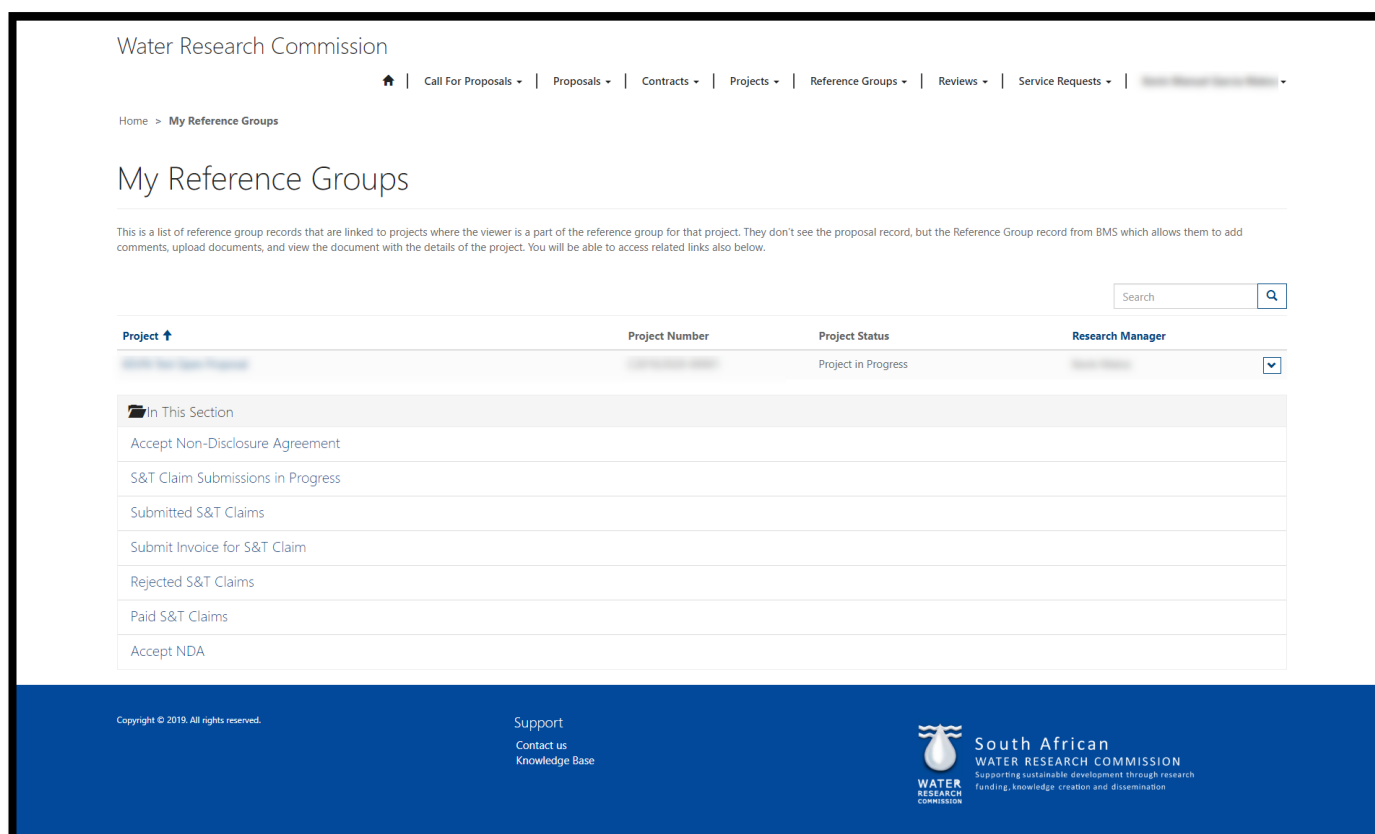 Water Research Commission
Call For Proposals | Proposals | Contracts | Projects | Reference Groups | Reviews | Service Requests |
Home > My Reference Groups
My Reference Groups
This is a list of reference group records that are linked to projects where the viewer is a part of the reference group for that project. They don't see the proposal record, but the Reference Group record from BMS which allows them to add
comments, upload documents, and view the document with the details of the project. You will be able to access related links also below.
Search
Project Project Number Project Status Research Manager
Project in Progress
In This Section
Accept Non-Disclosure Agreement
S&T Claim Submissions in Progress
Submitted S&T Claims
Submit Invoice for S&T Claim
Rejected S&T Claims
Paid S&T Claims
Accept NDA
Copyright © 2019. All rights reserved.
Support
Contact us
Knowledge Base
WATER
RESEARCH
COMMISSION
South African
WATER RESEARCH COMMISSION
Supporting sustainable development through research
funding, knowledge creation and dissemination